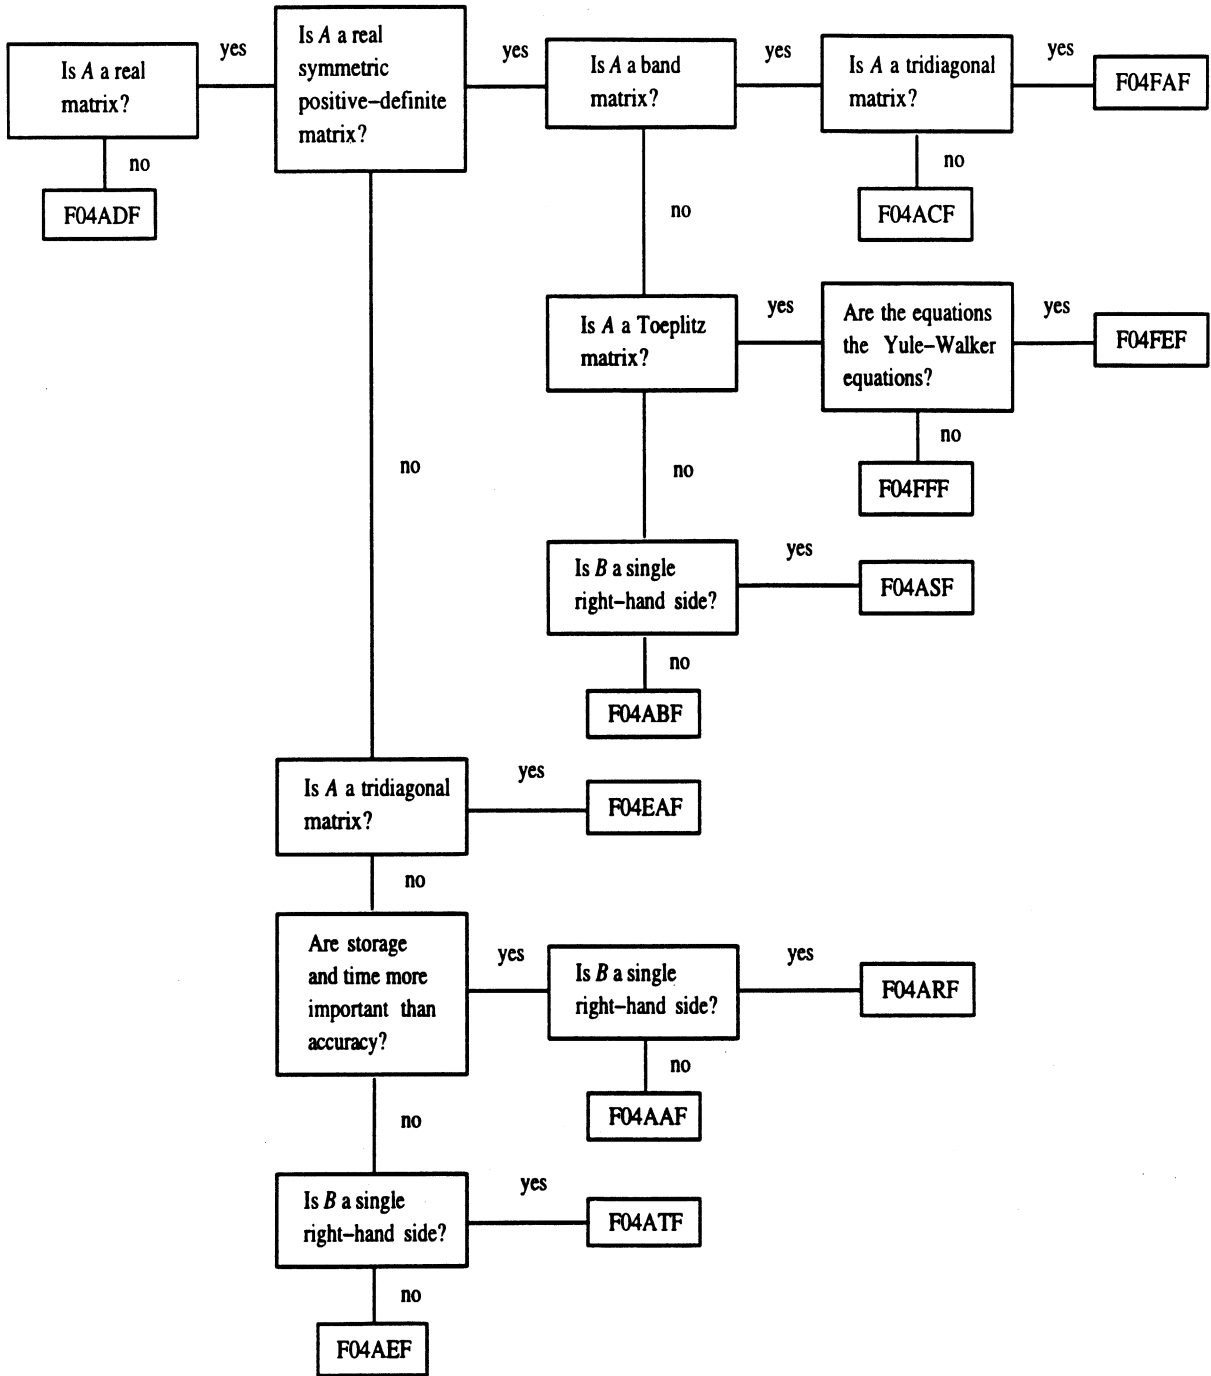 Is A a real
matrix?
yes
Is A a real
symmetric
positive–definite
matrix?
yes
Is A a band
matrix?
yes
Is A a tridiagonal
matrix?
yes
F04FAF
no
F04ADF
no
F04ACF
no
Is A a Toeplitz
matrix?
yes
Are the equations
the Yule–Walker
equations?
yes
F04FEF
no
F04FFF
no
no
Is B a single
right–hand side?
yes
F04ASF
no
F04ABF
Is A a tridiagonal
matrix?
yes
F04EAF
no
Are storage
and time more
important than
accuracy?
yes
Is B a single
right–hand side?
yes
F04ARF
no
F04AAF
no
Is B a single
right–hand side?
yes
F04ATF
no
F04AEF